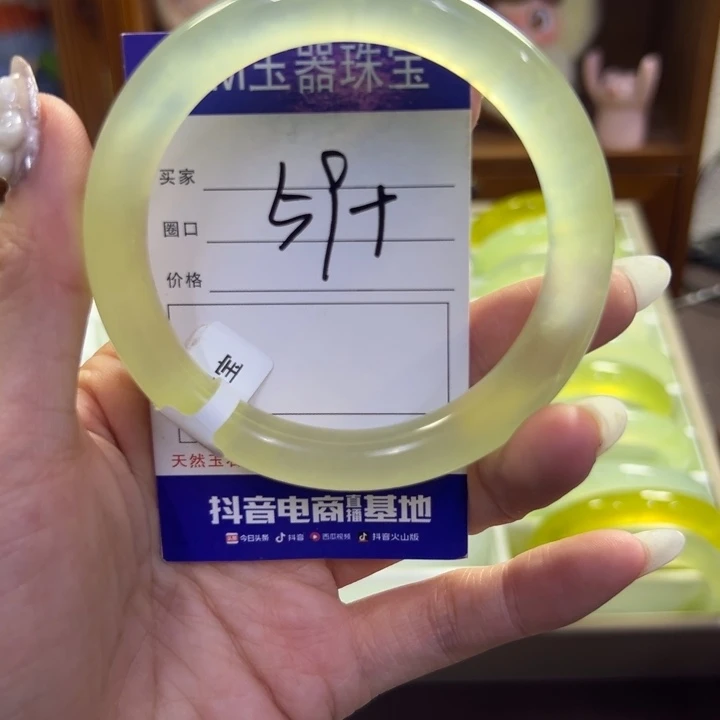 玉器珠宝
买家
圈口
价格
59+
宝
天然玉
抖音电商直播基地
今日头条 抖音 西瓜视频 抖音火山版